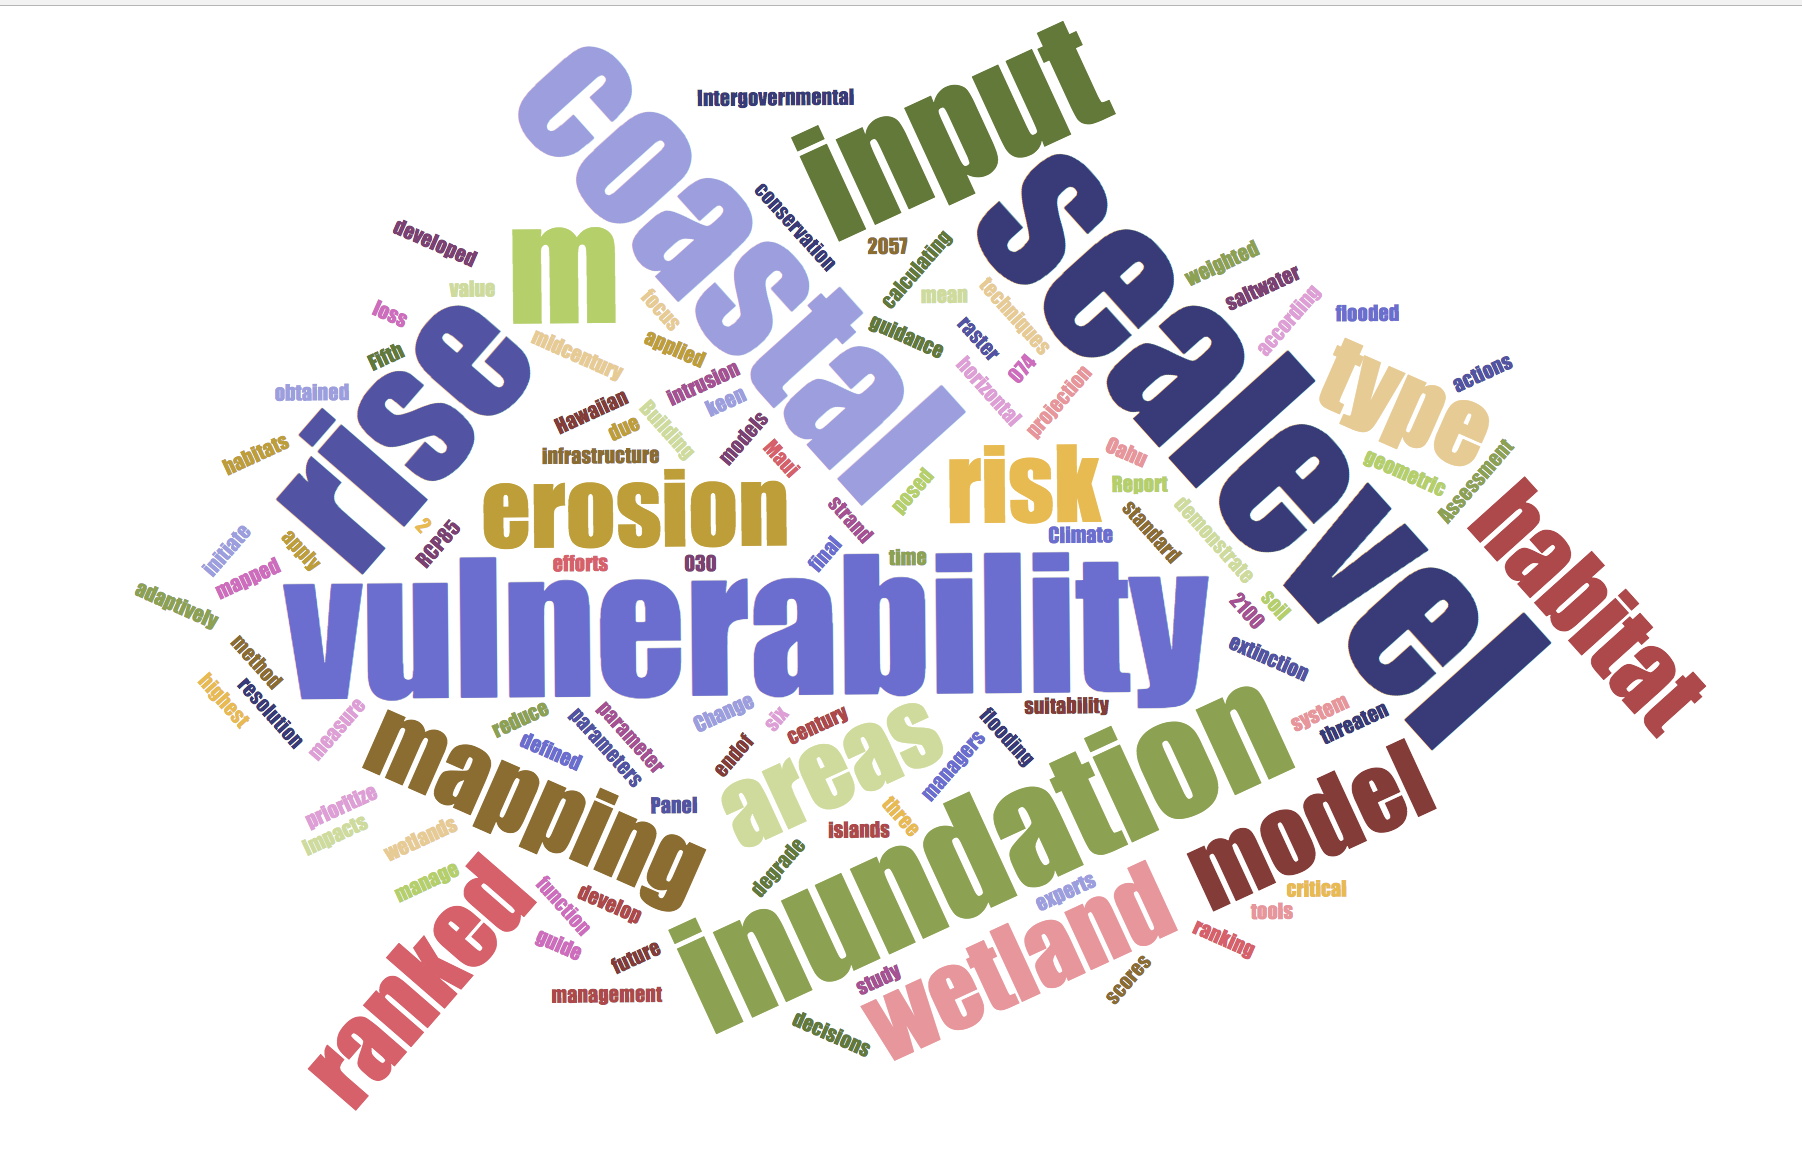 Intergovernmental
input
coastal
conservation
2057
calculating
sealevel
developed
m
value
loss
rise
midcentury
focus
applied
mean
techniques
guidance
raster
horizontal
074
projection
weighted
saltwater
according
flooded
type
actions
Fifth
obtained
habitats
Hawaiian
due
Building
Intrusion
keen
models
Maui
infrastructure
erosion
strand
posed
risk
Oahu
Report
Climate
standard
demonstrate
geometric
Assessment
habitat
initiate
apply
2
RCP85
mapped
adaptively
efforts
030
final
time
vulnerability
soil
2100
extinction
method
highest
resolution
measure
mapping
reduce
defined
parameters
parameter
Change
six
century
endof
areas
suitability
flooding
managers
system
threaten
Panel
islands
three
inundation
model
prioritize
Impacts
wetlands
manage
degrade
ranked
function
develop
guide
future
management
experts
wetland
study
decisions
critical
tools
ranking
scores